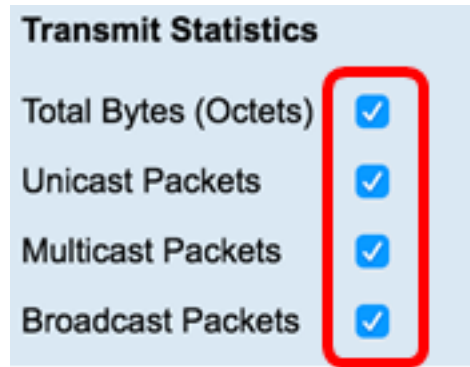 Transmit Statistics
Total Bytes (Octets)
Unicast Packets
Multicast Packets
Broadcast Packets